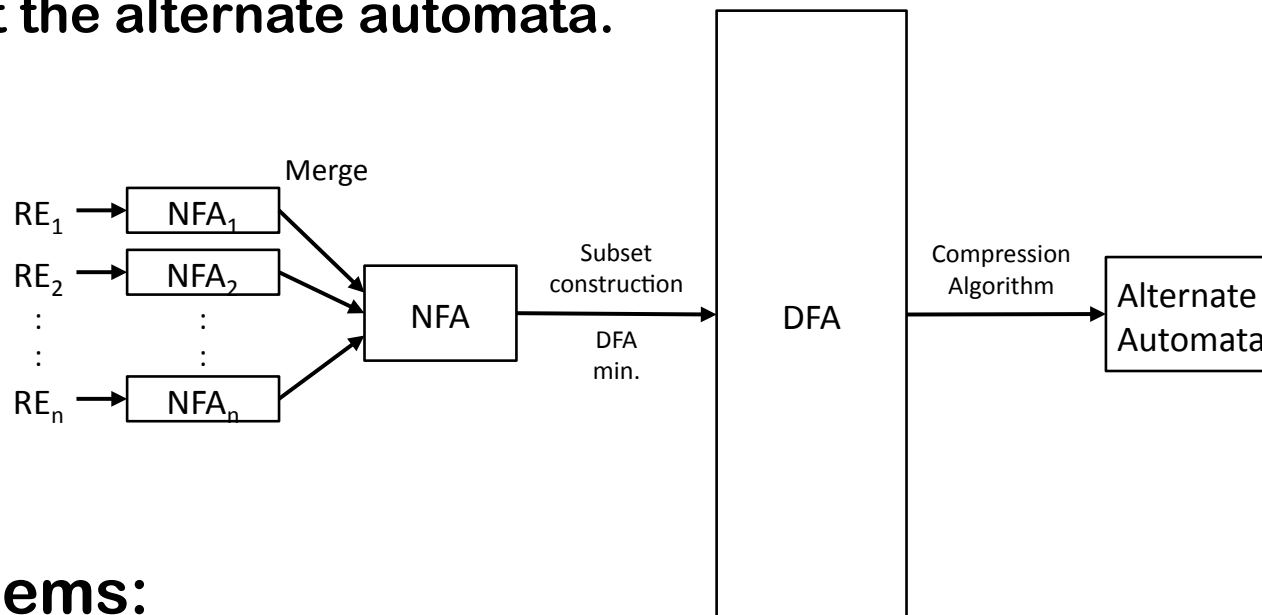 t the alternate automata.
Merge
RE₁ NFA₁
RE₂ NFA₂
: :
: :
REₙ NFAₙ
NFA
Subset
construction
DFA
min.
DFA
Compression
Algorithm
Alternate
Automata
ems: